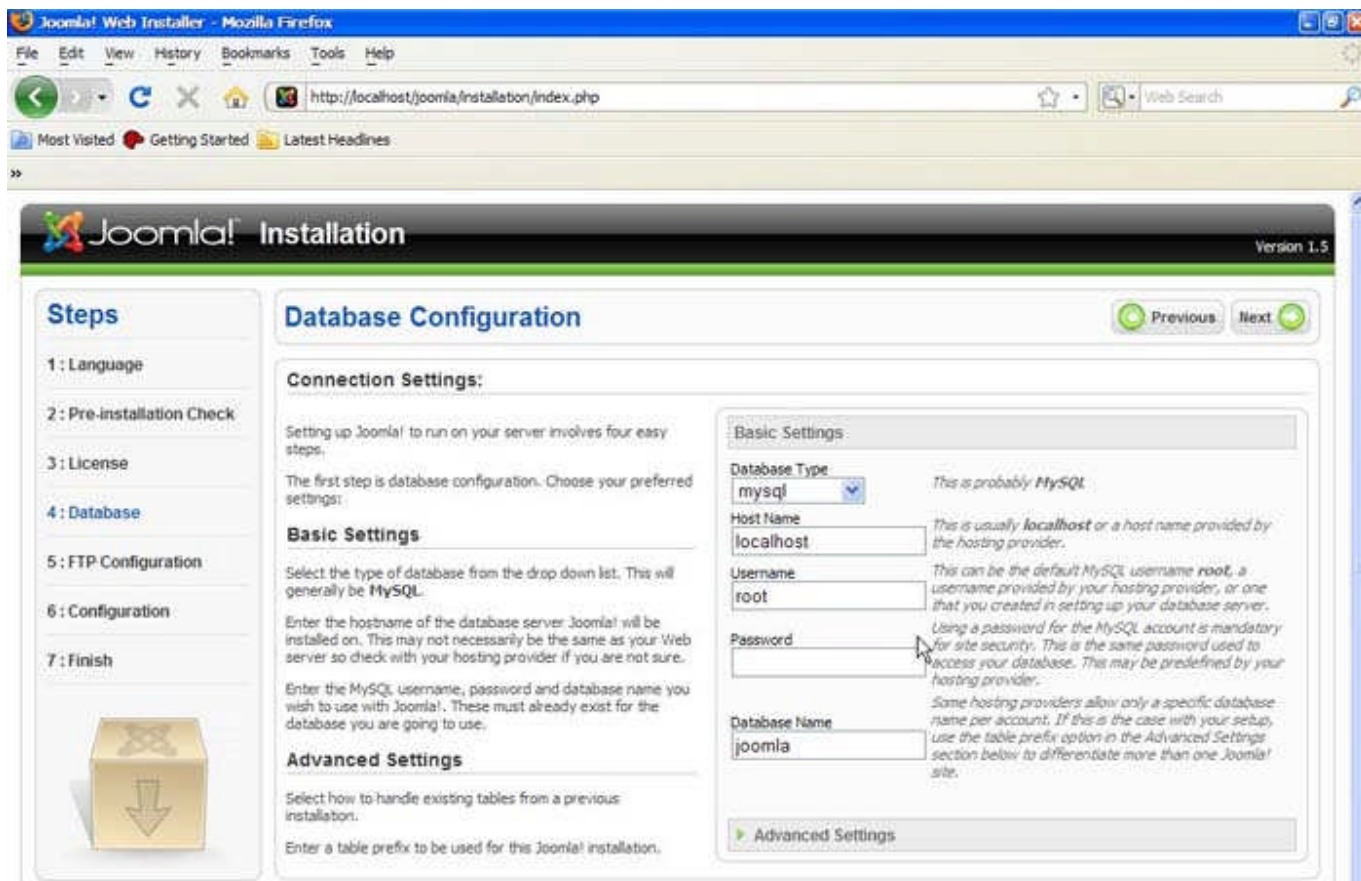 Joomla! Web Installer - Mozilla Firefox
File Edit View History Bookmarks Tools Help
http://localhost/joomla/installation/index.php
Web Search
Most Visited Getting Started Latest Headlines
»
Joomla! Installation
Version 1.5
Steps
1 : Language
2 : Pre-installation Check
3 : License
4 : Database
5 : FTP Configuration
6 : Configuration
7 : Finish
Database Configuration
Previous Next
Connection Settings:
Setting up Joomla! to run on your server involves four easy
steps.
The first step is database configuration. Choose your preferred
settings:
Basic Settings
Select the type of database from the drop down list. This will
generally be MySQL.
Enter the hostname of the database server Joomla! will be
installed on. This may not necessarily be the same as your Web
server so check with your hosting provider if you are not sure.
Enter the MySQL username, password and database name you
wish to use with Joomla!. These must already exist for the
database you are going to use.
Advanced Settings
Select how to handle existing tables from a previous
installation.
Enter a table prefix to be used for this Joomla! installation.
Basic Settings
Database Type
mysql
This is probably MySQL
Host Name
localhost
This is usually localhost or a host name provided by
the hosting provider.
Username
root
This can be the default MySQL username root, a
username provided by your hosting provider, or one
that you created in setting up your database server.
Password
Using a password for the MySQL account is mandatory
for site security. This is the same password used to
access your database. This may be predefined by your
hosting provider.
Database Name
joomla
Some hosting providers allow only a specific database
name per account. If this is the case with your setup,
use the table prefix option in the Advanced Settings
section below to differentiate more than one Joomla!
site.
Advanced Settings